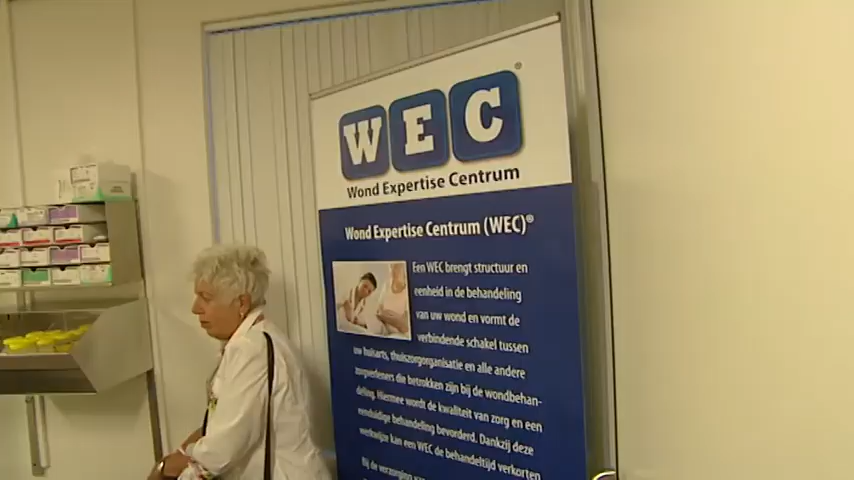 WEC®
Wond Expertise Centrum
Wond Expertise Centrum (WEC)®
Een WEC brengt structuur en
eenheid in de behandeling
van uw wond en vormt de
verbindende schakel tussen
uw huisarts, thuiszorgorganisatie en alle andere
zorgverleners die betrokken zijn bij de wondbehan-
deling. Hiermee wordt de kwaliteit van zorg en een
eenduidige behandeling bevorderd. Dankzij deze
werkwijze kan een WEC de behandeltijd verkorten
Bij de verzorging